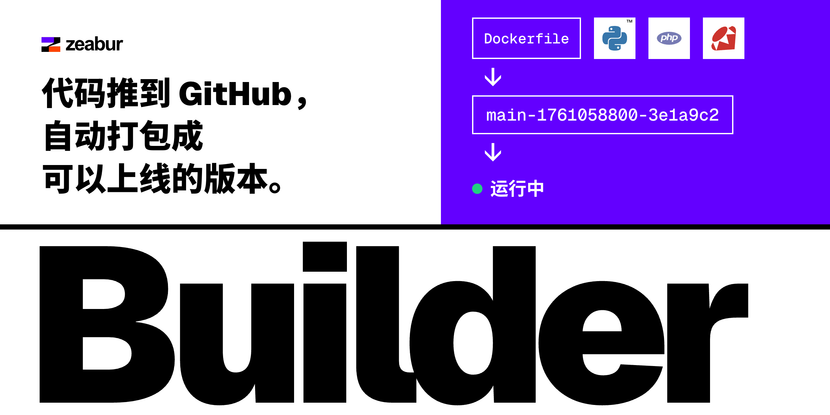 zeabur
代码推到 GitHub，
自动打包成
可以上线的版本。
Dockerfile
php
main-1761058800-3e1a9c2
运行中
Builder